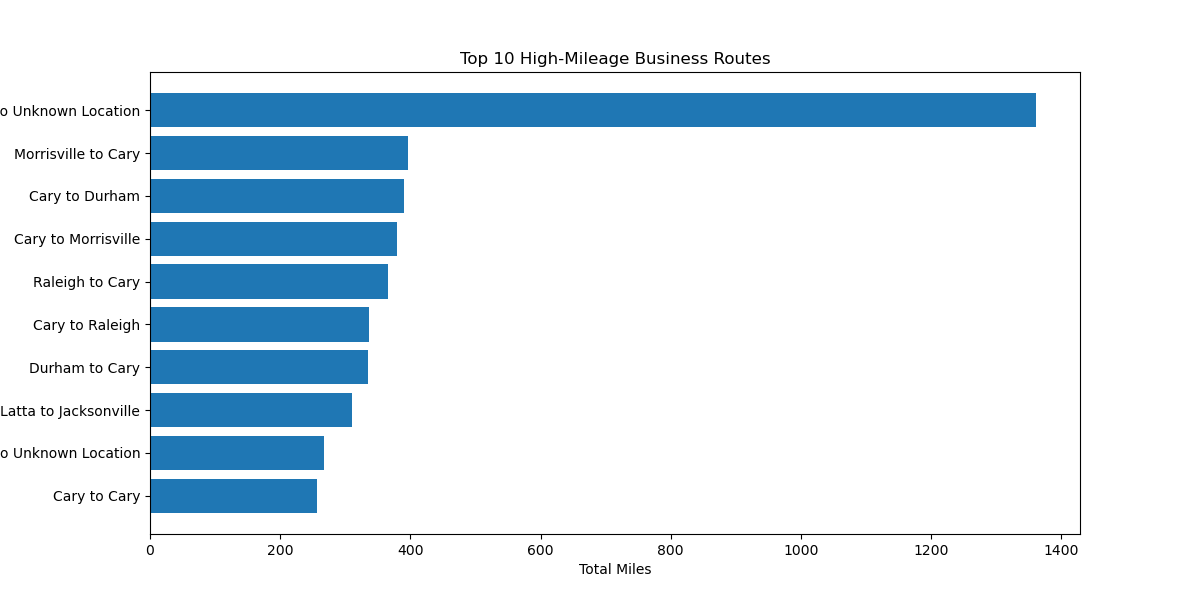 Top 10 High-Mileage Business Routes
o Unknown Location
Morrisville to Cary
Cary to Durham
Cary to Morrisville
Raleigh to Cary
Cary to Raleigh
Durham to Cary
Latta to Jacksonville
o Unknown Location
Cary to Cary
0 200 400 600 800 1000 1200 1400
Total Miles